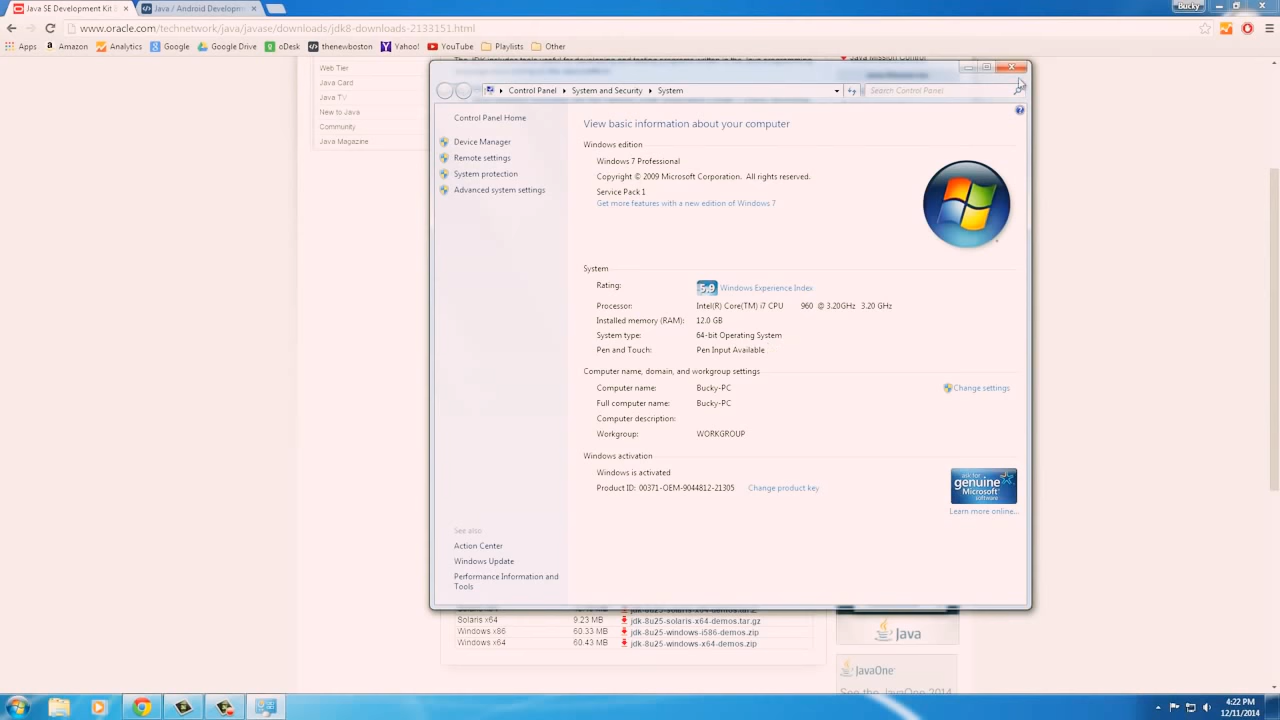 Java SE Development Kit
Java / Android Developm
Bucky
www.oracle.com/technetwork/java/javase/downloads/jdk8-downloads-2133151.html
Apps Amazon Analytics Google Google Drive oDesk thenewboston Yahoo! YouTube Playlists Other
Web Tier
Java Card
Java TV
New to Java
Community
Java Magazine
Java Mission Control
Control Panel System and Security System
Search Control Panel
Control Panel Home
Device Manager
Remote settings
System protection
Advanced system settings
View basic information about your computer
Windows edition
Windows 7 Professional
Copyright © 2009 Microsoft Corporation. All rights reserved.
Service Pack 1
Get more features with a new edition of Windows 7
System
Rating: 5.9 Windows Experience Index
Processor: Intel(R) Core(TM) i7 CPU 960 @ 3.20GHz 3.20 GHz
Installed memory (RAM): 12.0 GB
System type: 64-bit Operating System
Pen and Touch: Pen Input Available
Computer name, domain, and workgroup settings
Computer name: Bucky-PC
Change settings
Full computer name: Bucky-PC
Computer description:
Workgroup: WORKGROUP
Windows activation
Windows is activated
Product ID: 00371-OEM-9044812-21305 Change product key
ask for
genuine
Microsoft
software
Learn more online...
See also
Action Center
Windows Update
Performance Information and
Tools
Solaris x64 9.23 MB jdk-8u25-solaris-x64-demos.tar.gz
Windows x86 60.33 MB jdk-8u25-windows-i586-demos.zip
Windows x64 60.43 MB jdk-8u25-windows-x64-demos.zip
Java
JavaOne
See the JavaOne 2014
4:22 PM
12/11/2014